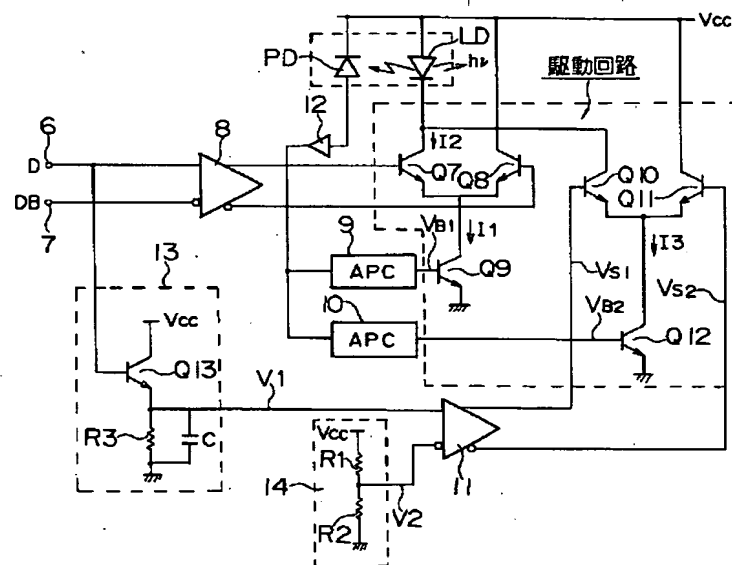 Vcc
PD
LD
hν
駆動回路
12
6
D
8
I2
Q7
Q8
Q10
Q11
DB
7
9
VB1
I1
I3
APC
Q9
VS1
VS2
13
10
VB2
APC
Q12
Vcc
Q13
V1
R3
C
Vcc
R1
14
11
V2
R2